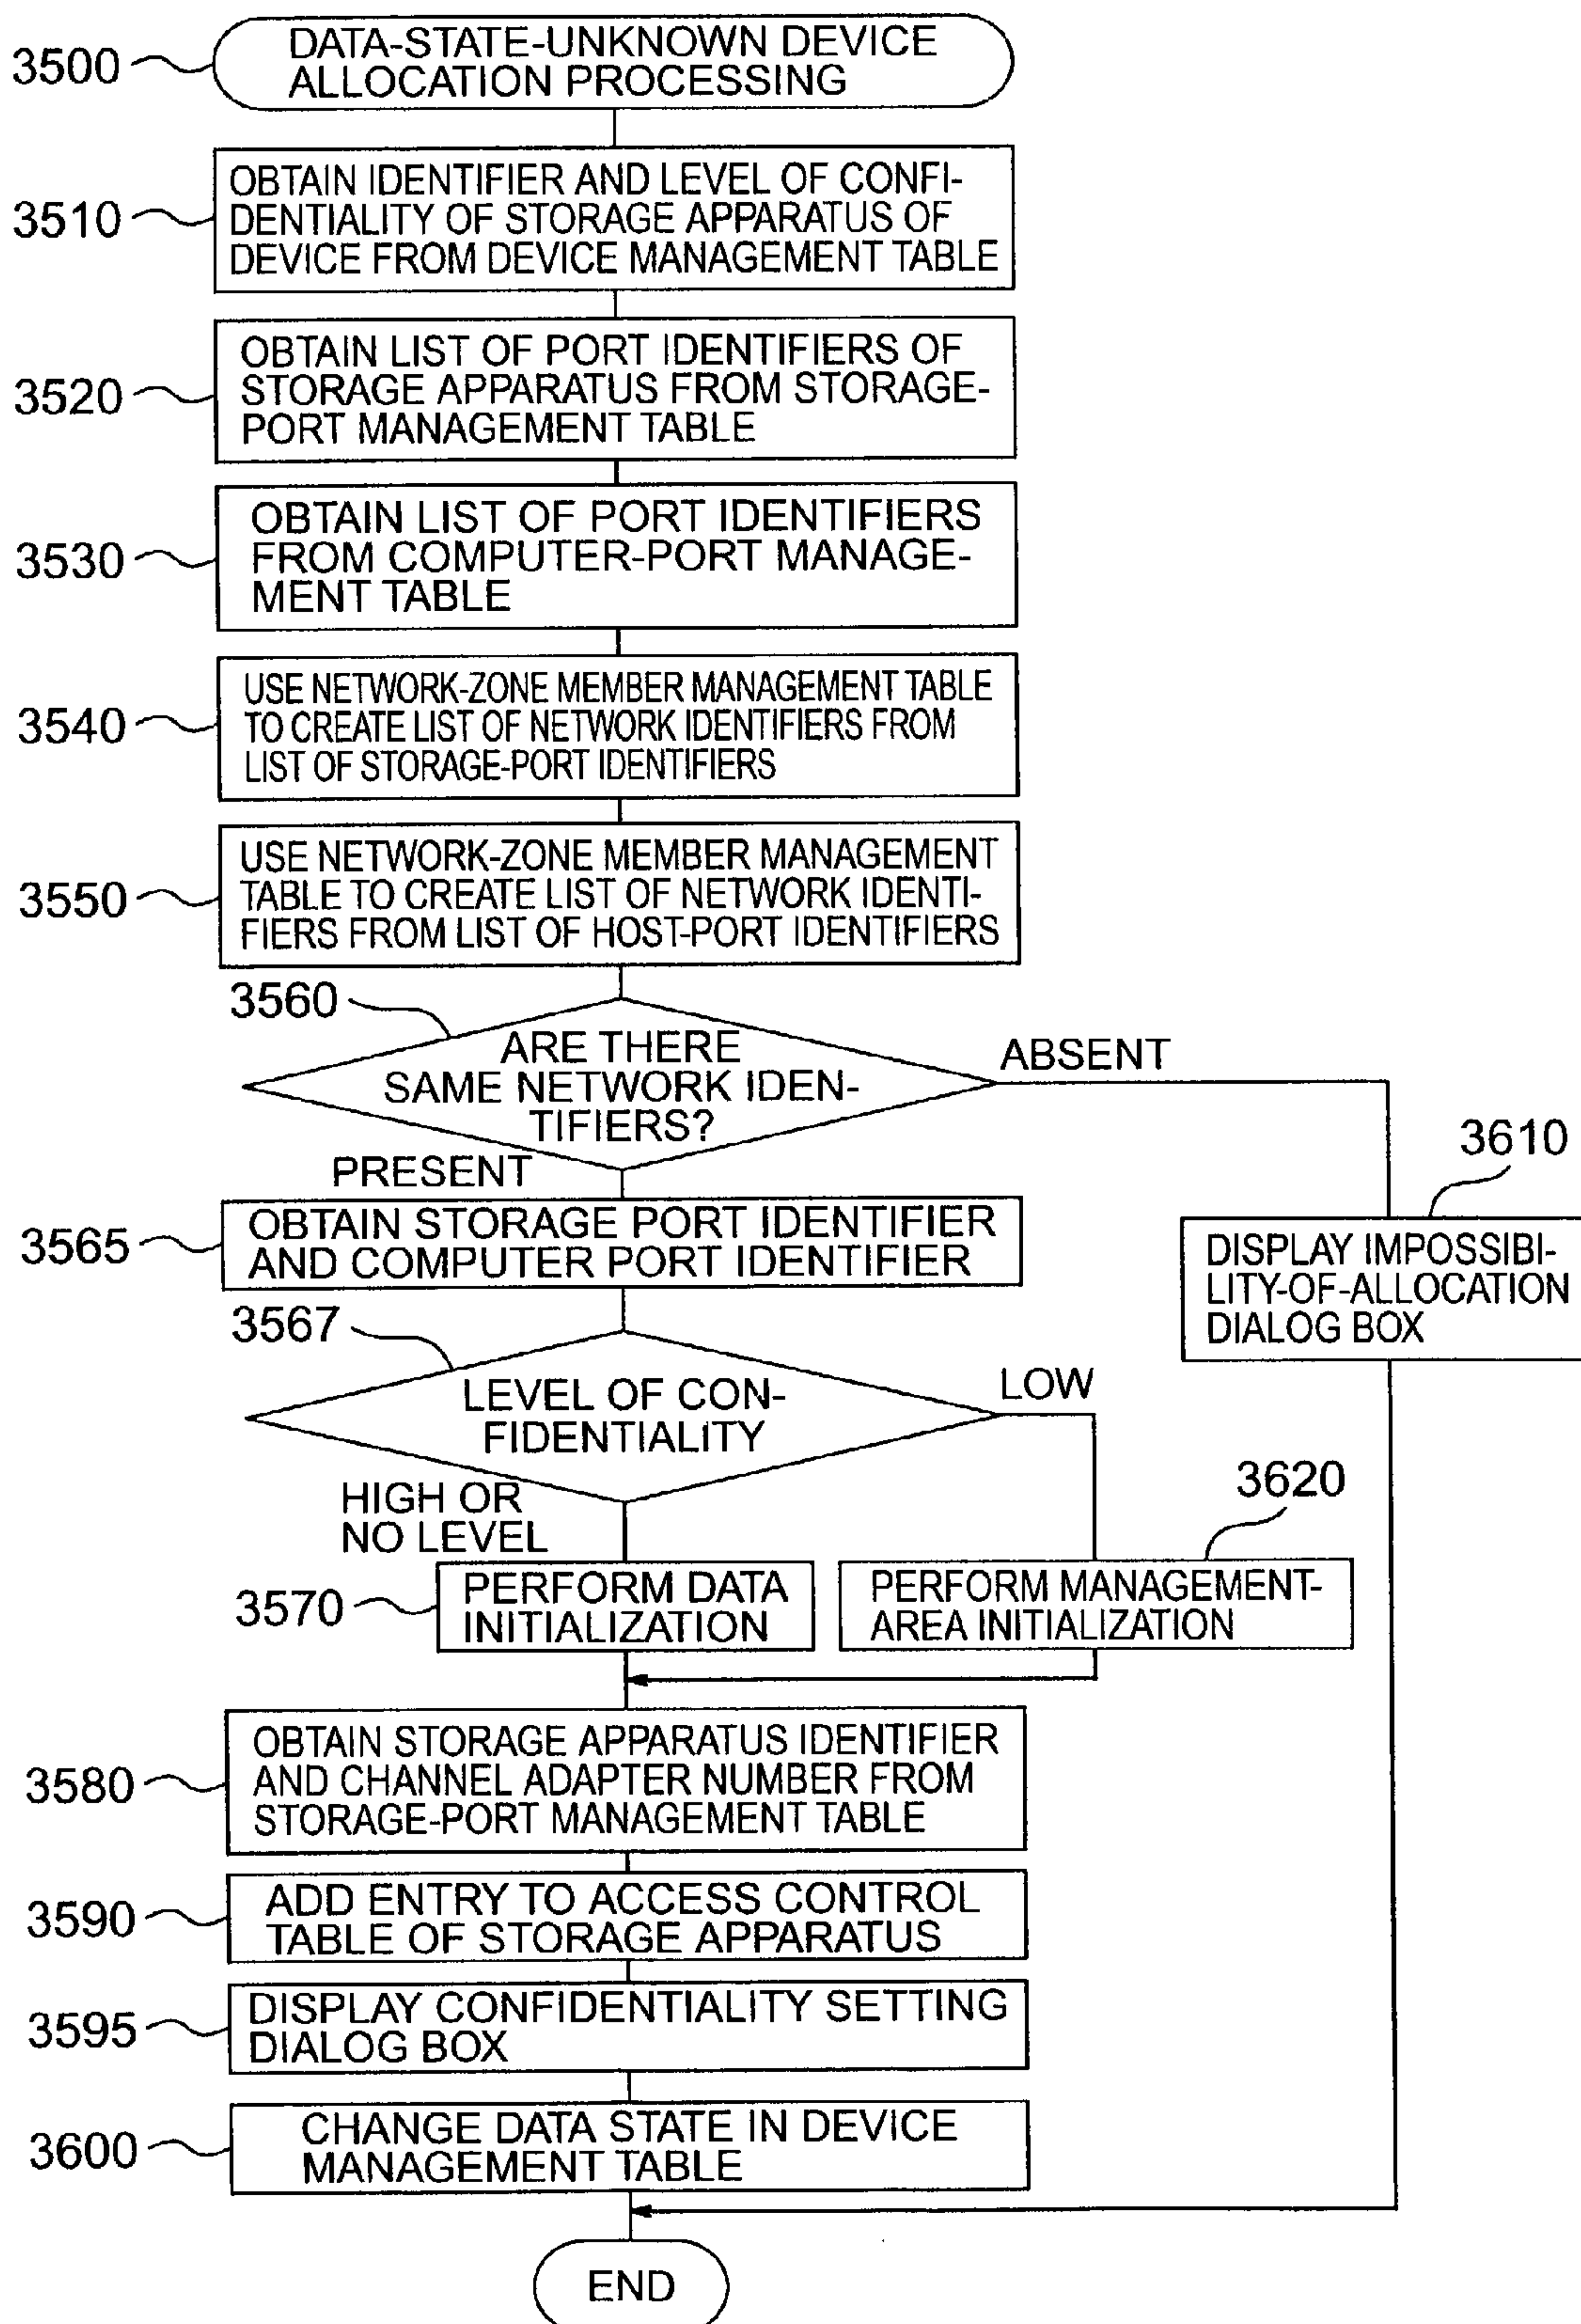 3500
DATA-STATE-UNKNOWN DEVICE
ALLOCATION PROCESSING
3510
OBTAIN IDENTIFIER AND LEVEL OF CONFI-
DENTIALITY OF STORAGE APPARATUS OF
DEVICE FROM DEVICE MANAGEMENT TABLE
3520
OBTAIN LIST OF PORT IDENTIFIERS OF
STORAGE APPARATUS FROM STORAGE-
PORT MANAGEMENT TABLE
3530
OBTAIN LIST OF PORT IDENTIFIERS
FROM COMPUTER-PORT MANAGE-
MENT TABLE
3540
USE NETWORK-ZONE MEMBER MANAGEMENT TABLE
TO CREATE LIST OF NETWORK IDENTIFIERS FROM
LIST OF STORAGE-PORT IDENTIFIERS
3550
USE NETWORK-ZONE MEMBER MANAGEMENT
TABLE TO CREATE LIST OF NETWORK IDENTI-
FIERS FROM LIST OF HOST-PORT IDENTIFIERS
3560
ARE THERE
SAME NETWORK IDEN-
TIFIERS?
ABSENT
PRESENT
3610
DISPLAY IMPOSSIBI-
LITY-OF-ALLOCATION
DIALOG BOX
3565
OBTAIN STORAGE PORT IDENTIFIER
AND COMPUTER PORT IDENTIFIER
3567
LEVEL OF CON-
FIDENTIALITY
LOW
HIGH OR
NO LEVEL
3570
PERFORM DATA
INITIALIZATION
3620
PERFORM MANAGEMENT-
AREA INITIALIZATION
3580
OBTAIN STORAGE APPARATUS IDENTIFIER
AND CHANNEL ADAPTER NUMBER FROM
STORAGE-PORT MANAGEMENT TABLE
3590
ADD ENTRY TO ACCESS CONTROL
TABLE OF STORAGE APPARATUS
3595
DISPLAY CONFIDENTIALITY SETTING
DIALOG BOX
3600
CHANGE DATA STATE IN DEVICE
MANAGEMENT TABLE
END